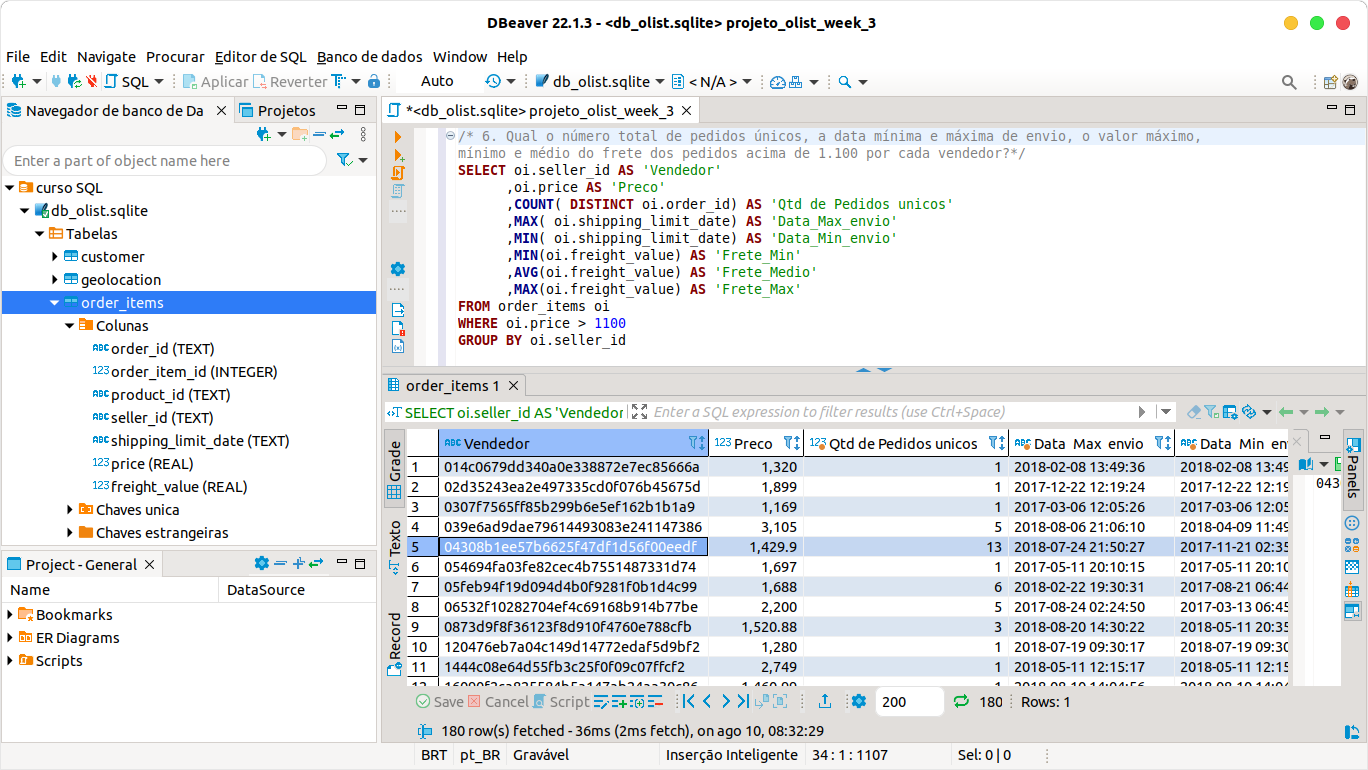 DBeaver 22.1.3 - <db_olist.sqlite> projeto_olist_week_3
File Edit Navigate Procurar Editor de SQL Banco de dados Window Help
SQL Aplicar Reverter Auto db_olist.sqlite < N/A >
Navegador de banco de Da
Projetos
Enter a part of object name here
curso SQL
db_olist.sqlite
Tabelas
customer
geolocation
order_items
Colunas
ABC order_id (TEXT)
123 order_item_id (INTEGER)
ABC product_id (TEXT)
ABC seller_id (TEXT)
ABC shipping_limit_date (TEXT)
123 price (REAL)
123 freight_value (REAL)
Chaves unica
Chaves estrangeiras
Project - General
Name DataSource
Bookmarks
ER Diagrams
Scripts
*<db_olist.sqlite> projeto_olist_week_3
/* 6. Qual o número total de pedidos únicos, a data mínima e máxima de envio, o valor máximo,
mínimo e médio do frete dos pedidos acima de 1.100 por cada vendedor?*/
SELECT oi.seller_id AS 'Vendedor'
,oi.price AS 'Preco'
,COUNT( DISTINCT oi.order_id) AS 'Qtd de Pedidos unicos'
,MAX( oi.shipping_limit_date) AS 'Data_Max_envio'
,MIN( oi.shipping_limit_date) AS 'Data_Min_envio'
,MIN(oi.freight_value) AS 'Frete_Min'
,AVG(oi.freight_value) AS 'Frete_Medio'
,MAX(oi.freight_value) AS 'Frete_Max'
FROM order_items oi
WHERE oi.price > 1100
GROUP BY oi.seller_id
order_items 1
SELECT oi.seller_id AS 'Vendedor Enter a SQL expression to filter results (use Ctrl+Space)
Grade
Texto
Record
ABC Vendedor 123 Preco 123 Qtd de Pedidos unicos ABC Data_Max_envio ABC Data_Min_en
1 014c0679dd340a0e338872e7ec85666a 1,320 1 2018-02-08 13:49:36 2018-02-08 13:49
2 02d35243ea2e497335cd0f076b45675d 1,899 1 2017-12-22 12:19:24 2017-12-22 12:19
3 0307f7565ff85b299b6e5ef162b1b1a9 1,169 1 2017-03-06 12:05:26 2017-03-06 12:05
4 039e6ad9dae79614493083e241147386 3,105 5 2018-08-06 21:06:10 2018-04-09 11:49
5 04308b1ee57b6625f47df1d56f00eedf 1,429.9 13 2018-07-24 21:50:27 2017-11-21 02:35
6 054694fa03fe82cec4b7551487331d74 1,697 1 2017-05-11 20:10:15 2017-05-11 20:10
7 05feb94f19d094d4b0f9281f0b1d4c99 1,688 6 2018-02-22 19:30:31 2017-08-21 06:44
8 06532f10282704ef4c69168b914b77be 2,200 5 2017-08-24 02:24:50 2017-03-13 06:45
9 0873d9f8f36123f8d910f4760e788cfb 1,520.88 3 2018-08-20 14:30:22 2018-05-11 20:35
10 120476eb7a04c149d14772edaf5d9bf2 1,280 1 2018-07-19 09:30:17 2018-07-19 09:30
11 1444c08e64d55fb3c25f0f09c07ffcf2 2,749 1 2018-05-11 12:15:17 2018-05-11 12:15
043
Panels
Save Cancel Script 200 180 Rows: 1
180 row(s) fetched - 36ms (2ms fetch), on ago 10, 08:32:29
BRT pt_BR Gravável Inserção Inteligente 34 : 1 : 1107 Sel: 0 | 0